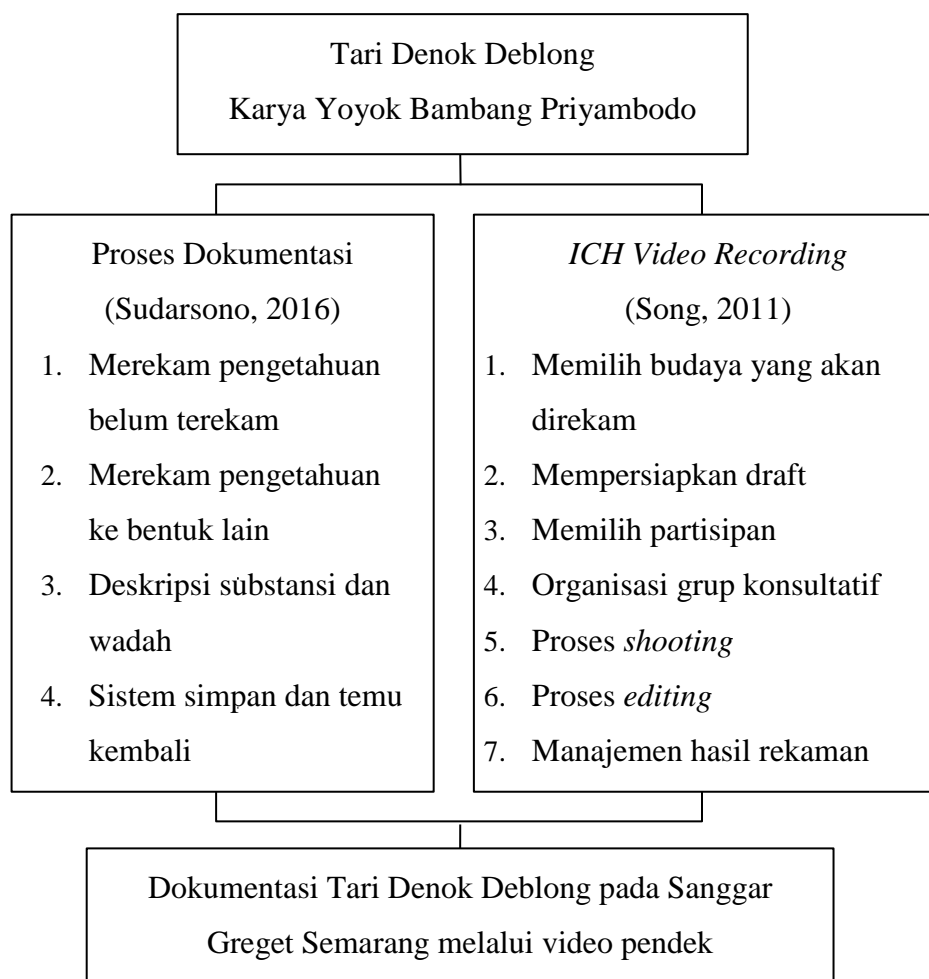 Tari Denok Deblong
Karya Yoyok Bambang Priyambodo
Proses Dokumentasi
(Sudarsono, 2016)
1. Merekam pengetahuan
belum terekam
2. Merekam pengetahuan
ke bentuk lain
3. Deskripsi substansi dan
wadah
4. Sistem simpan dan temu
kembali
ICH Video Recording
(Song, 2011)
1. Memilih budaya yang akan
direkam
2. Mempersiapkan draft
3. Memilih partisipan
4. Organisasi grup konsultatif
5. Proses shooting
6. Proses editing
7. Manajemen hasil rekaman
Dokumentasi Tari Denok Deblong pada Sanggar
Greget Semarang melalui video pendek